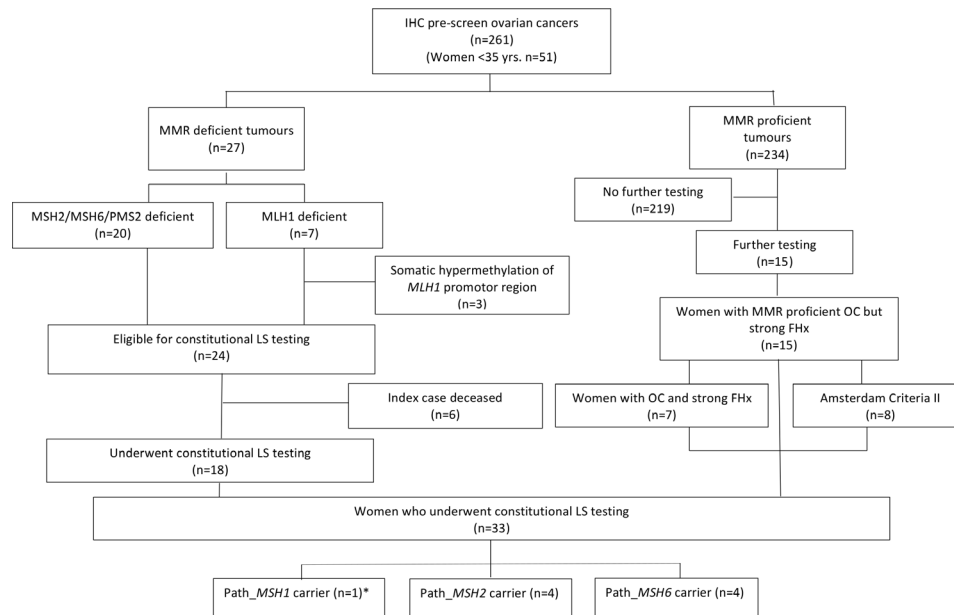 IHC pre-screen ovarian cancers
(n=261)
(Women <35 yrs. n=51)
MMR deficient tumours
(n=27)
MMR proficient
tumours
(n=234)
No further testing
(n=219)
MSH2/MSH6/PMS2 deficient
(n=20)
MLH1 deficient
(n=7)
Further testing
(n=15)
Somatic hypermethylation of
MLH1 promotor region
(n=3)
Women with MMR proficient OC but
strong FHx
(n=15)
Eligible for constitutional LS testing
(n=24)
Index case deceased
(n=6)
Women with OC and strong FHx
(n=7)
Amsterdam Criteria II
(n=8)
Underwent constitutional LS testing
(n=18)
Women who underwent constitutional LS testing
(n=33)
Path_MSH1 carrier (n=1)*
Path_MSH2 carrier (n=4)
Path_MSH6 carrier (n=4)